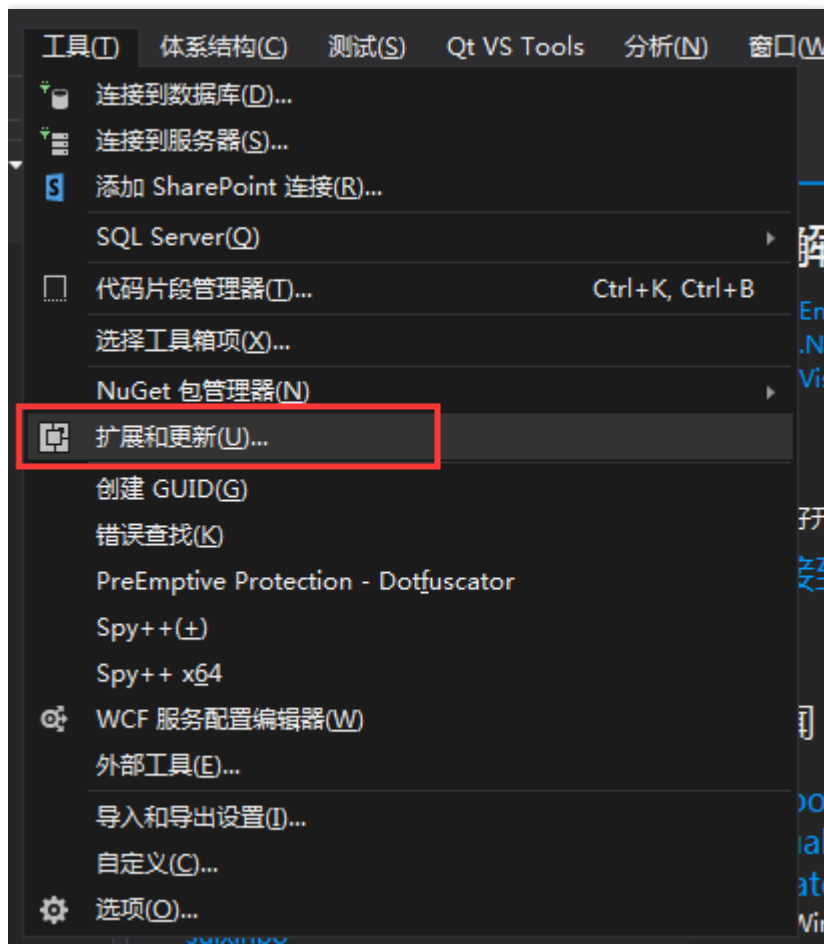 工具(T) 体系结构(C) 测试(S) Qt VS Tools 分析(N) 窗口(W
连接到数据库(D)...
连接到服务器(S)...
添加 SharePoint 连接(R)...
SQL Server(Q)
代码片段管理器(T)... Ctrl+K, Ctrl+B
选择工具箱项(X)...
NuGet 包管理器(N)
扩展和更新(U)...
创建 GUID(G)
错误查找(K)
PreEmptive Protection - Dotfuscator
Spy++(+)
Spy++ x64
WCF 服务配置编辑器(W)
外部工具(E)...
导入和导出设置(I)...
自定义(C)...
选项(O)...